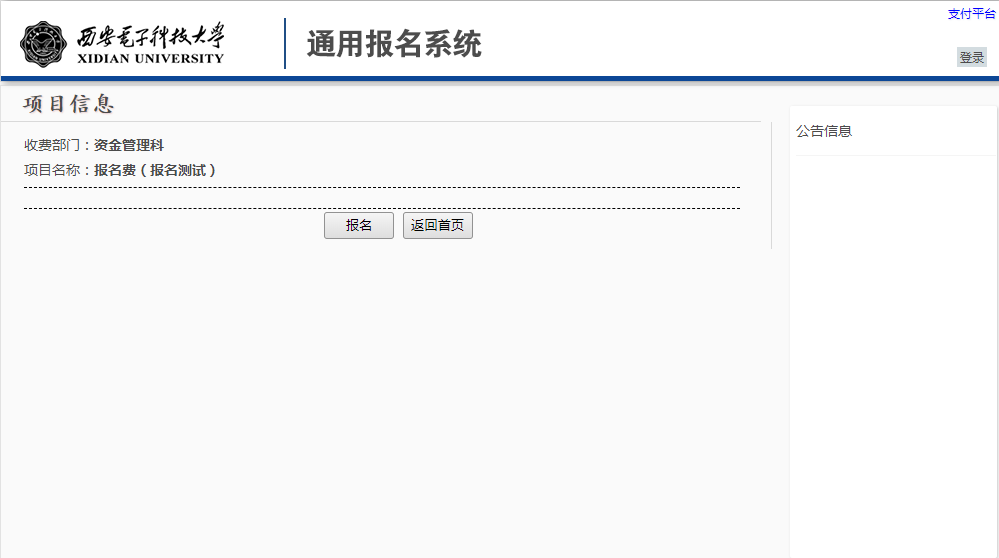 支付平台
西安电子科技大学
XIDIAN UNIVERSITY
通用报名系统
登录
项目信息
收费部门：资金管理科
项目名称：报名费（报名测试）
报名 返回首页
公告信息